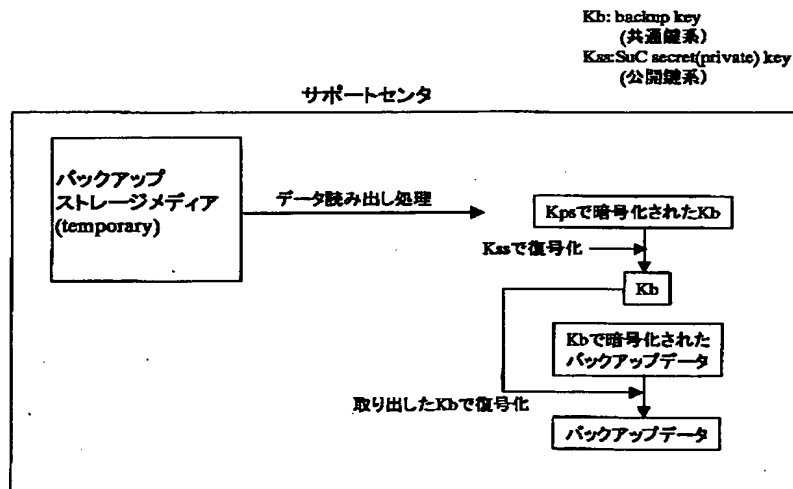 Kb: backup key
(共通鍵系)
Kss:SuC secret(private) key
(公開鍵系)
サポートセンタ
バックアップ
ストレージメディア
(temporary)
データ読み出し処理
Kpsで暗号化されたKb
Kssで復号化
Kb
Kbで暗号化された
バックアップデータ
取り出したKbで復号化
バックアップデータ